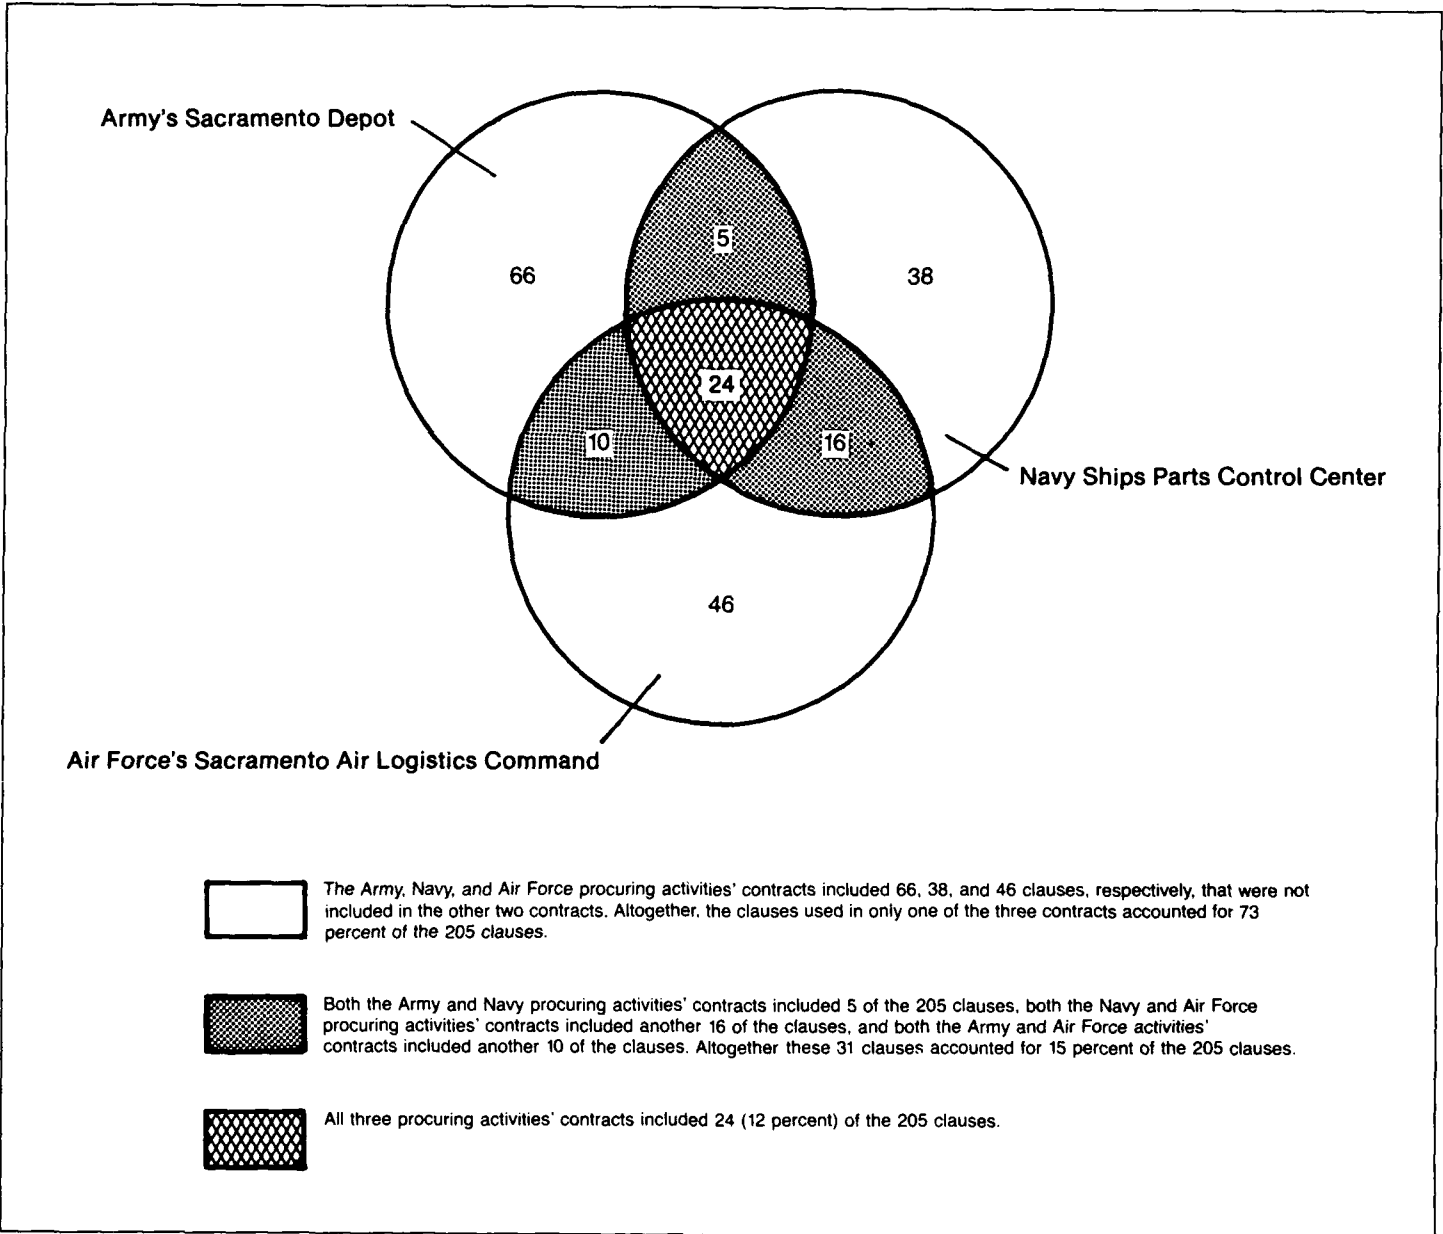 Army's Sacramento Depot
5
66
38
24
10
16
Navy Ships Parts Control Center
46
Air Force's Sacramento Air Logistics Command
The Army, Navy, and Air Force procuring activities' contracts included 66, 38, and 46 clauses, respectively, that were not
included in the other two contracts. Altogether, the clauses used in only one of the three contracts accounted for 73
percent of the 205 clauses.
Both the Army and Navy procuring activities' contracts included 5 of the 205 clauses, both the Navy and Air Force
procuring activities' contracts included another 16 of the clauses, and both the Army and Air Force activities'
contracts included another 10 of the clauses. Altogether these 31 clauses accounted for 15 percent of the 205 clauses.
All three procuring activities' contracts included 24 (12 percent) of the 205 clauses.